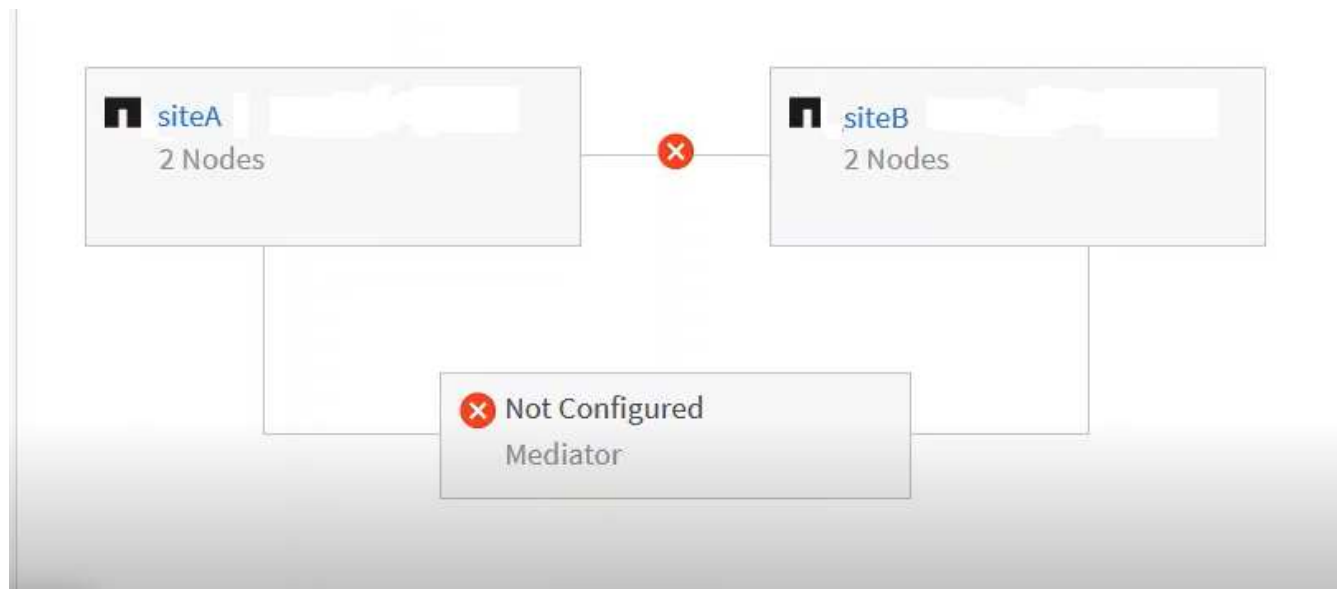 siteA
2 Nodes
siteB
2 Nodes
Not Configured
Mediator